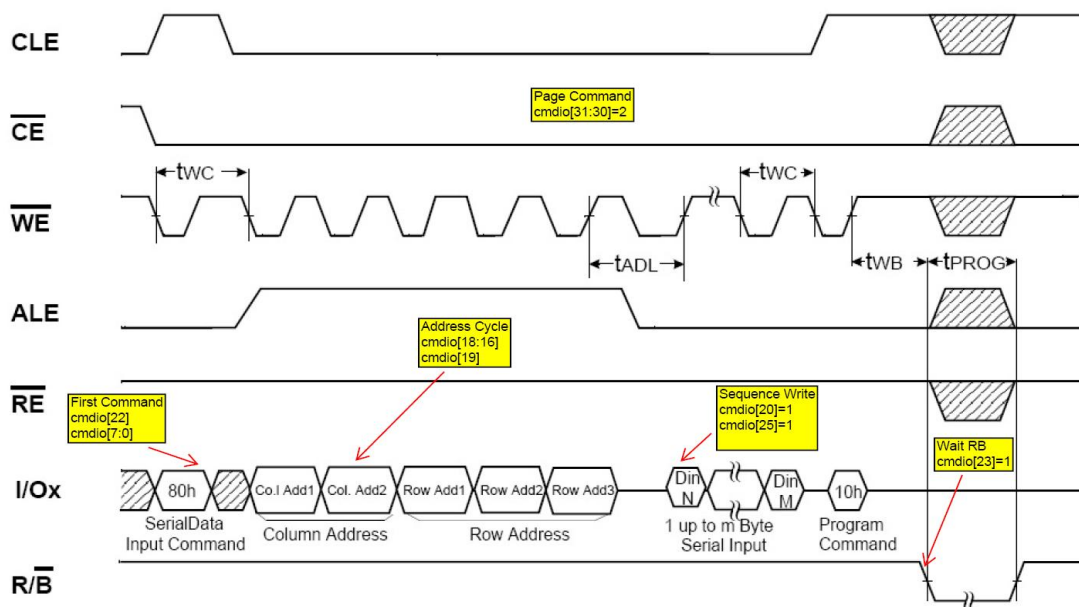 CLE
Page Command
cmdio[31:30]=2
CE
tWC
tWC
WE
tADL
tWB
tPROG
ALE
Address Cycle
cmdio[18:16]
cmdio[19]
RE
First Command
cmdio[22]
cmdio[7:0]
Sequence Write
cmdio[20]=1
cmdio[25]=1
Wait RB
cmdio[23]=1
I/Ox
80h
Co.l Add1
Col. Add2
Row Add1
Row Add2
Row Add3
Din
N
Din
M
10h
SerialData
Input Command
Column Address
Row Address
1 up to m Byte
Serial Input
Program
Command
R/B